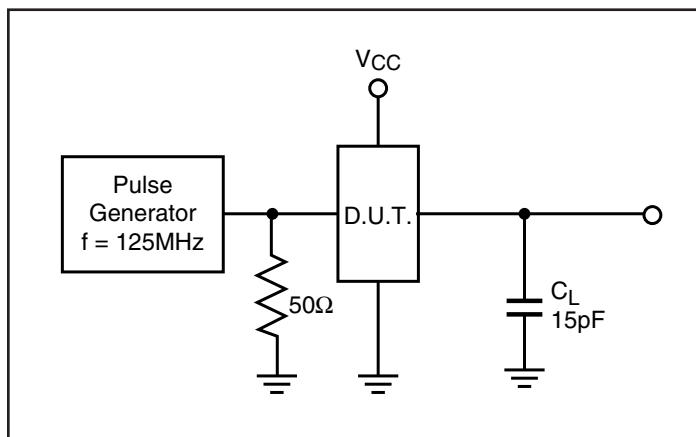 VCC
Pulse
Generator
f = 125MHz
D.U.T.
50Ω
CL
15pF